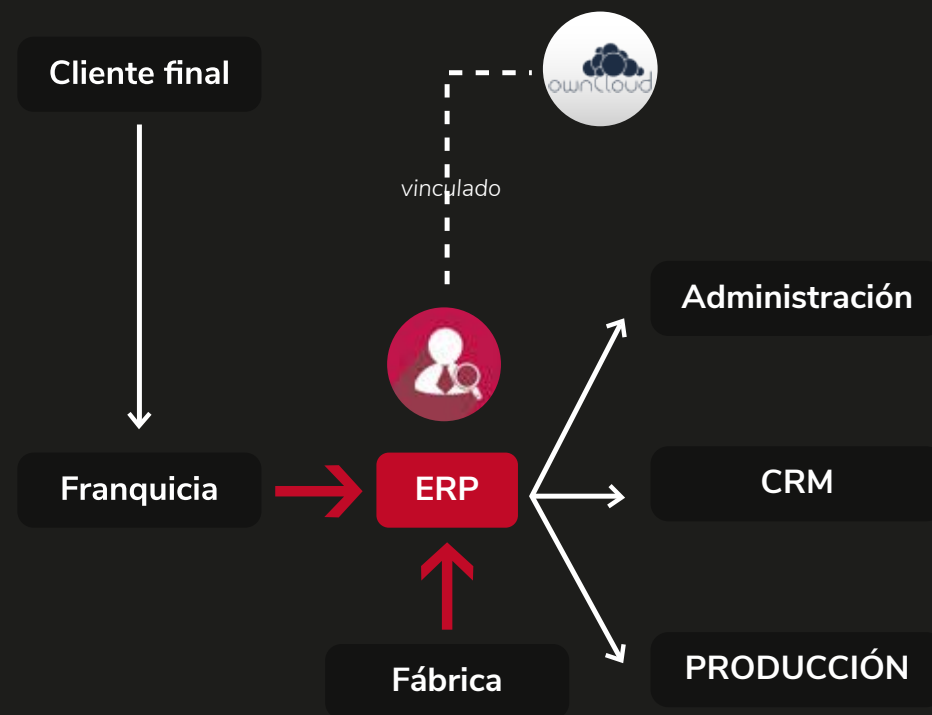 Cliente final
ownCloud
vinculado
Administración
Franquicia
ERP
CRM
Fábrica
PRODUCCIÓN